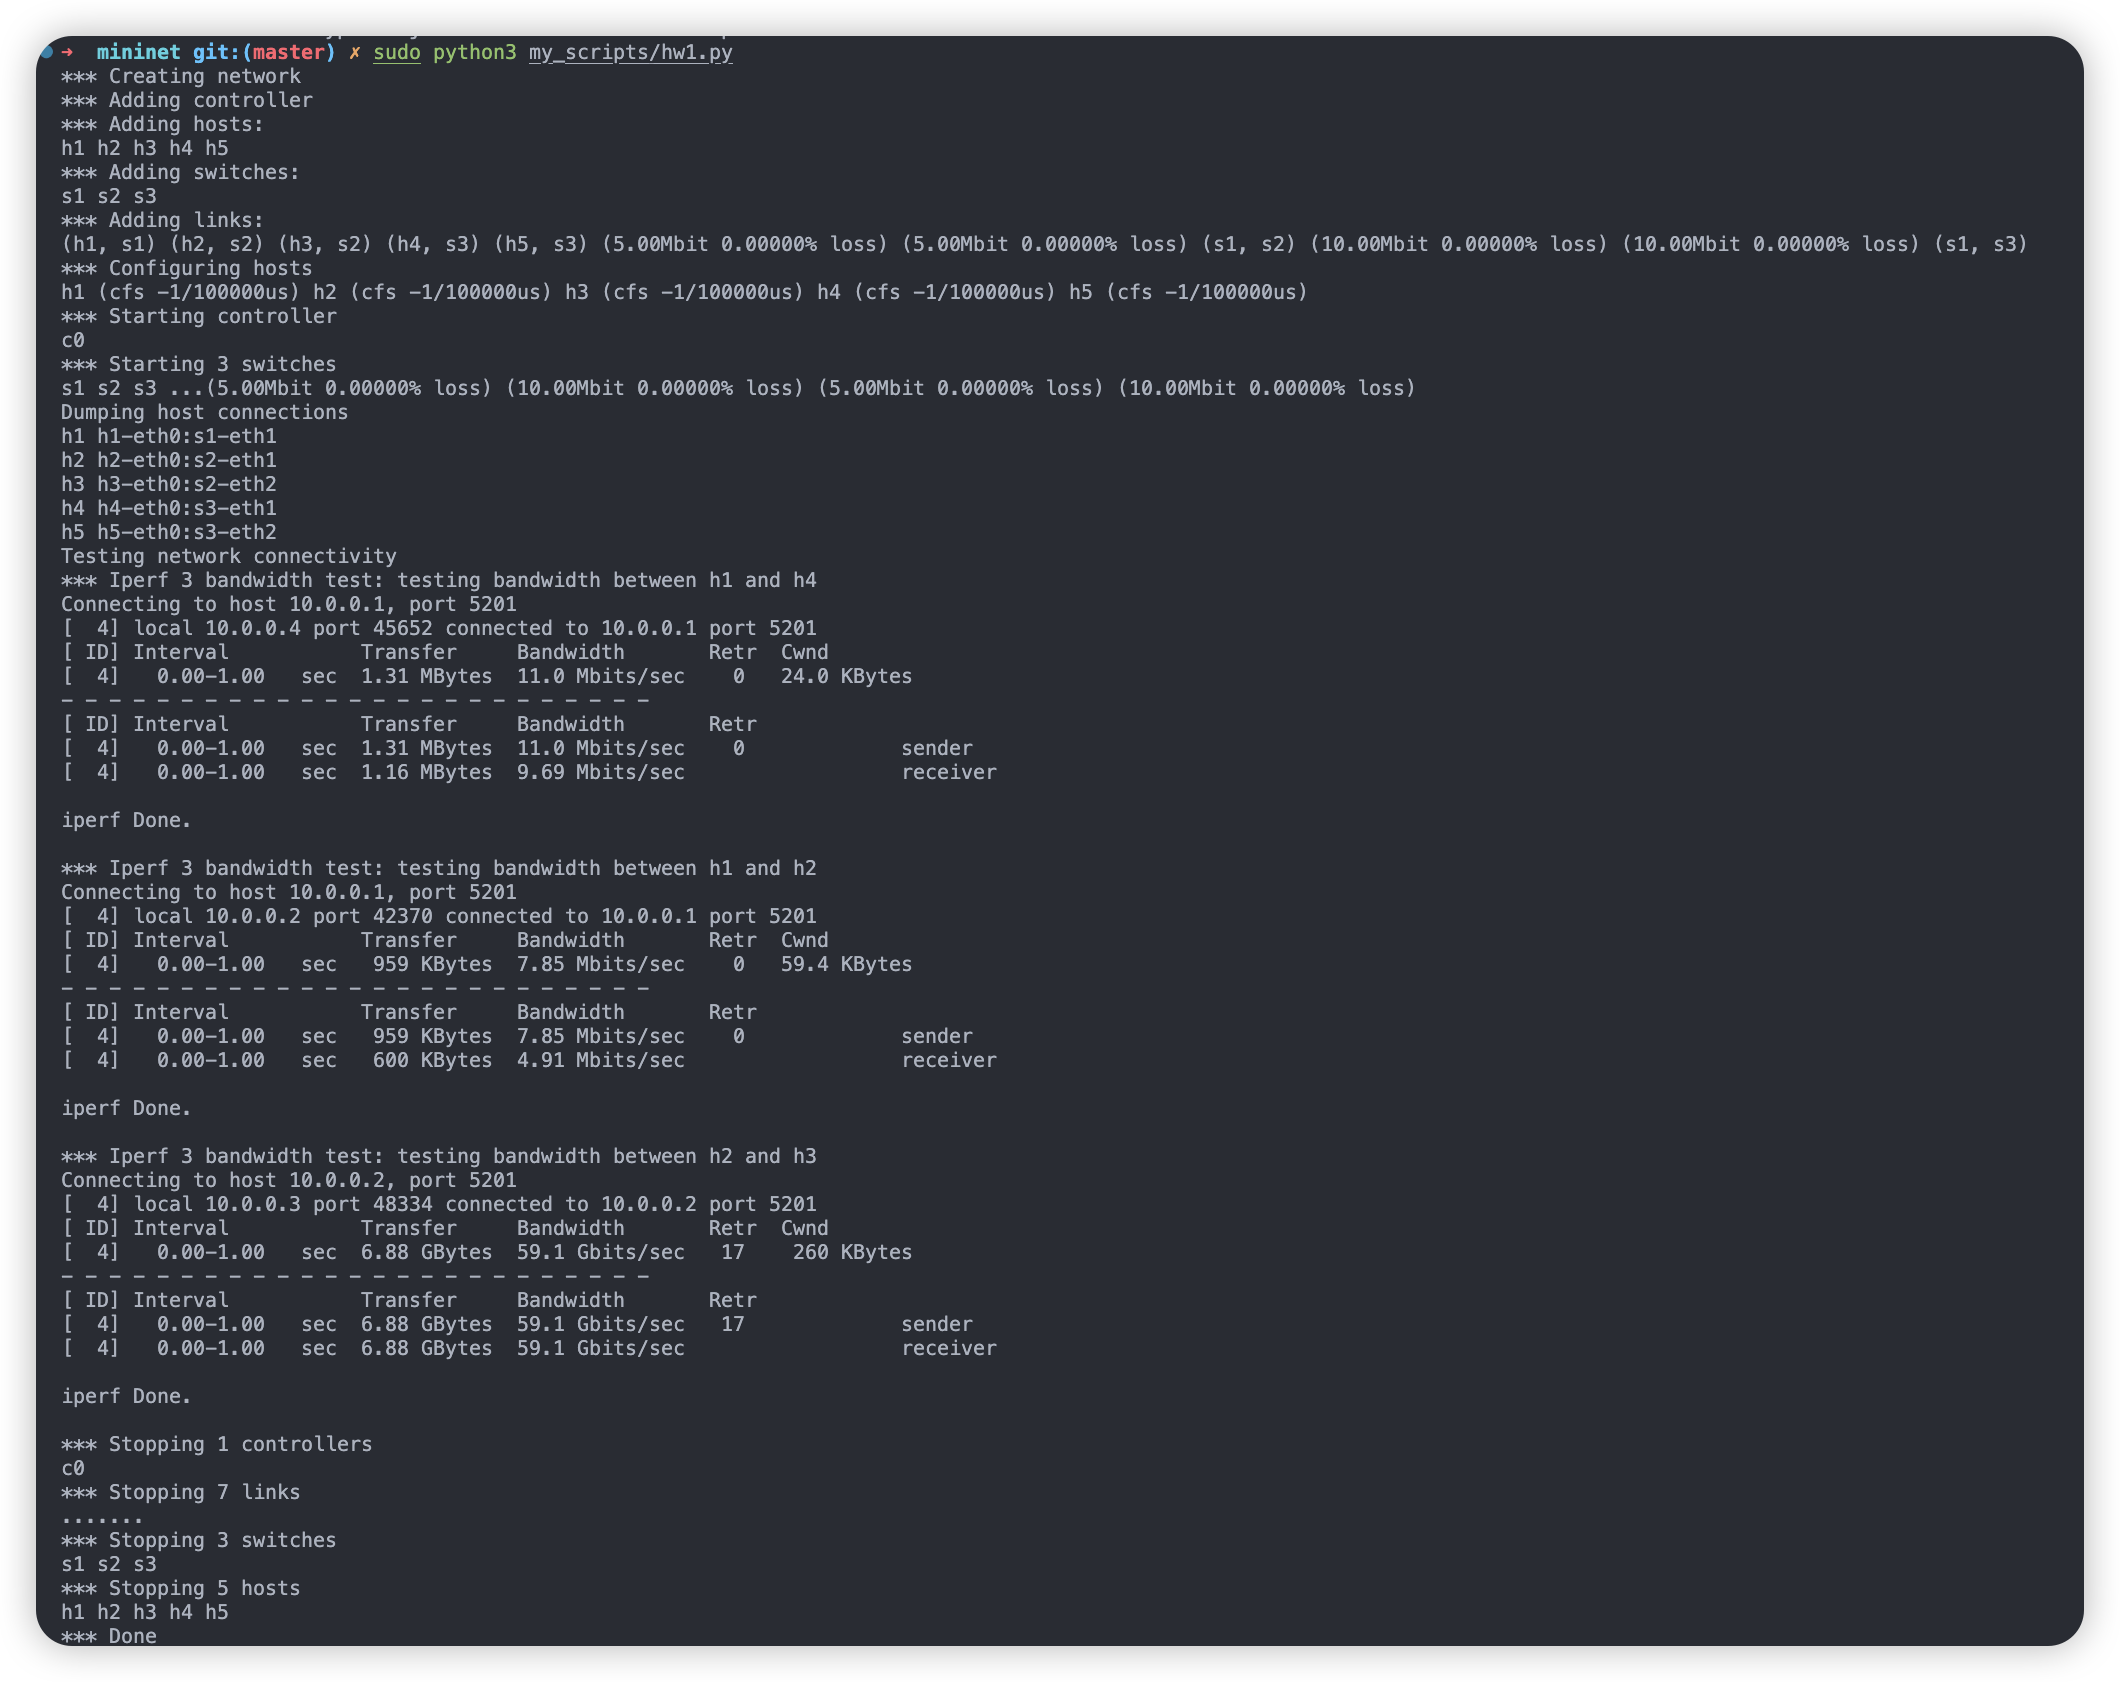 ➜  mininet git:(master) ✗ sudo python3 my_scripts/hw1.py
*** Creating network
*** Adding controller
*** Adding hosts:
h1 h2 h3 h4 h5
*** Adding switches:
s1 s2 s3
*** Adding links:
(h1, s1) (h2, s2) (h3, s2) (h4, s3) (h5, s3) (5.00Mbit 0.00000% loss) (5.00Mbit 0.00000% loss) (s1, s2) (10.00Mbit 0.00000% loss) (10.00Mbit 0.00000% loss) (s1, s3)
*** Configuring hosts
h1 (cfs -1/100000us) h2 (cfs -1/100000us) h3 (cfs -1/100000us) h4 (cfs -1/100000us) h5 (cfs -1/100000us)
*** Starting controller
c0
*** Starting 3 switches
s1 s2 s3 ...(5.00Mbit 0.00000% loss) (10.00Mbit 0.00000% loss) (5.00Mbit 0.00000% loss) (10.00Mbit 0.00000% loss)
Dumping host connections
h1 h1-eth0:s1-eth1
h2 h2-eth0:s2-eth1
h3 h3-eth0:s2-eth2
h4 h4-eth0:s3-eth1
h5 h5-eth0:s3-eth2
Testing network connectivity
*** Iperf 3 bandwidth test: testing bandwidth between h1 and h4
Connecting to host 10.0.0.1, port 5201
[  4] local 10.0.0.4 port 45652 connected to 10.0.0.1 port 5201
[ ID] Interval           Transfer     Bandwidth       Retr  Cwnd
[  4]   0.00-1.00   sec  1.31 MBytes  11.0 Mbits/sec    0   24.0 KBytes
- - - - - - - - - - - - - - - - - - - - - - - - -
[ ID] Interval           Transfer     Bandwidth       Retr
[  4]   0.00-1.00   sec  1.31 MBytes  11.0 Mbits/sec    0             sender
[  4]   0.00-1.00   sec  1.16 MBytes  9.69 Mbits/sec                  receiver
iperf Done.
*** Iperf 3 bandwidth test: testing bandwidth between h1 and h2
Connecting to host 10.0.0.1, port 5201
[  4] local 10.0.0.2 port 42370 connected to 10.0.0.1 port 5201
[ ID] Interval           Transfer     Bandwidth       Retr  Cwnd
[  4]   0.00-1.00   sec   959 KBytes  7.85 Mbits/sec    0   59.4 KBytes
- - - - - - - - - - - - - - - - - - - - - - - - -
[ ID] Interval           Transfer     Bandwidth       Retr
[  4]   0.00-1.00   sec   959 KBytes  7.85 Mbits/sec    0             sender
[  4]   0.00-1.00   sec   600 KBytes  4.91 Mbits/sec                  receiver
iperf Done.
*** Iperf 3 bandwidth test: testing bandwidth between h2 and h3
Connecting to host 10.0.0.2, port 5201
[  4] local 10.0.0.3 port 48334 connected to 10.0.0.2 port 5201
[ ID] Interval           Transfer     Bandwidth       Retr  Cwnd
[  4]   0.00-1.00   sec  6.88 GBytes  59.1 Gbits/sec   17    260 KBytes
- - - - - - - - - - - - - - - - - - - - - - - - -
[ ID] Interval           Transfer     Bandwidth       Retr
[  4]   0.00-1.00   sec  6.88 GBytes  59.1 Gbits/sec   17             sender
[  4]   0.00-1.00   sec  6.88 GBytes  59.1 Gbits/sec                  receiver
iperf Done.
*** Stopping 1 controllers
c0
*** Stopping 7 links
.......
*** Stopping 3 switches
s1 s2 s3
*** Stopping 5 hosts
h1 h2 h3 h4 h5
*** Done